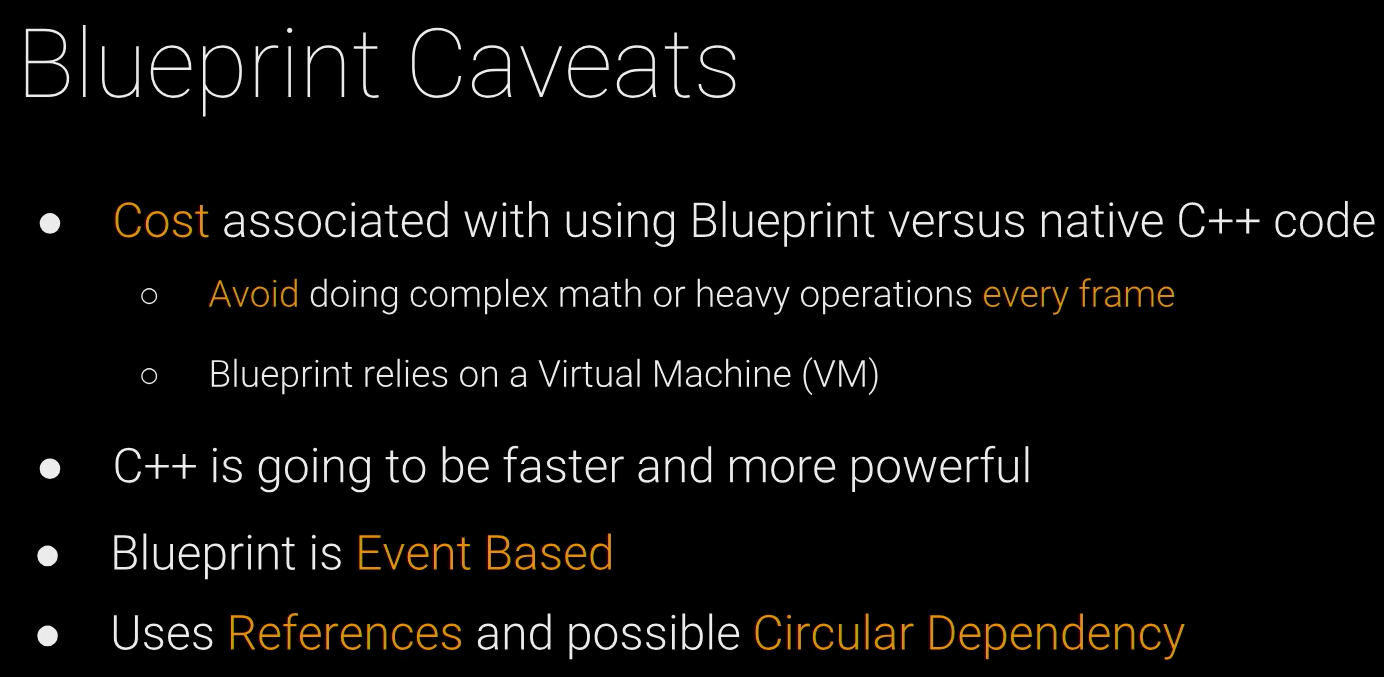 Blueprint Caveats
● Cost associated with using Blueprint versus native C++ code
○ Avoid doing complex math or heavy operations every frame
○ Blueprint relies on a Virtual Machine (VM)
● C++ is going to be faster and more powerful
● Blueprint is Event Based
● Uses References and possible Circular Dependency